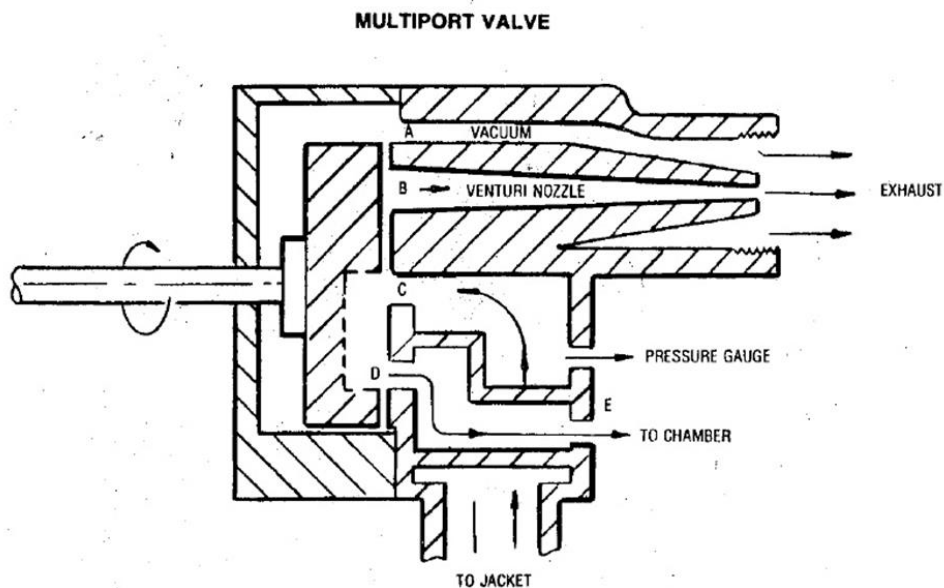 MULTIPORT VALVE
A VACUUM
B VENTURI NOZZLE
EXHAUST
C
PRESSURE GAUGE
D
E
TO CHAMBER
TO JACKET